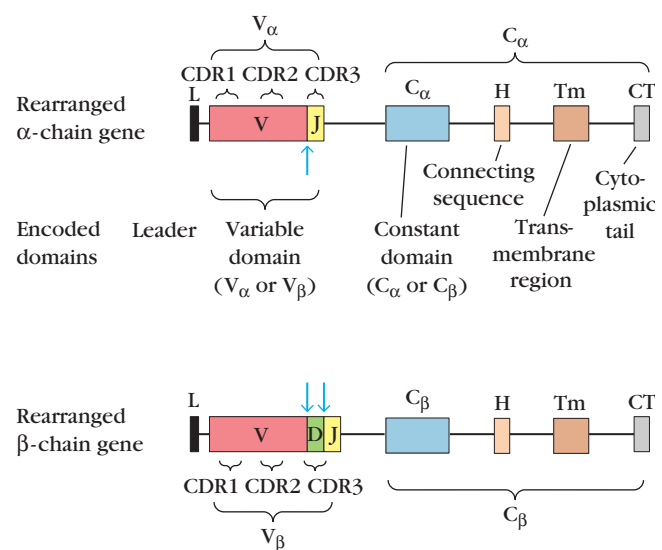 Vα
Cα
CDR1 CDR2 CDR3
L
Cα H Tm CT
Rearranged
α-chain gene
V J
Connecting
sequence
Cyto-
plasmic
tail
Encoded
domains
Leader
Variable
domain
(Vα or Vβ)
Constant
domain
(Cα or Cβ)
Trans-
membrane
region
L
Cβ H Tm CT
Rearranged
β-chain gene
V D J
CDR1 CDR2 CDR3
Vβ
Cβ